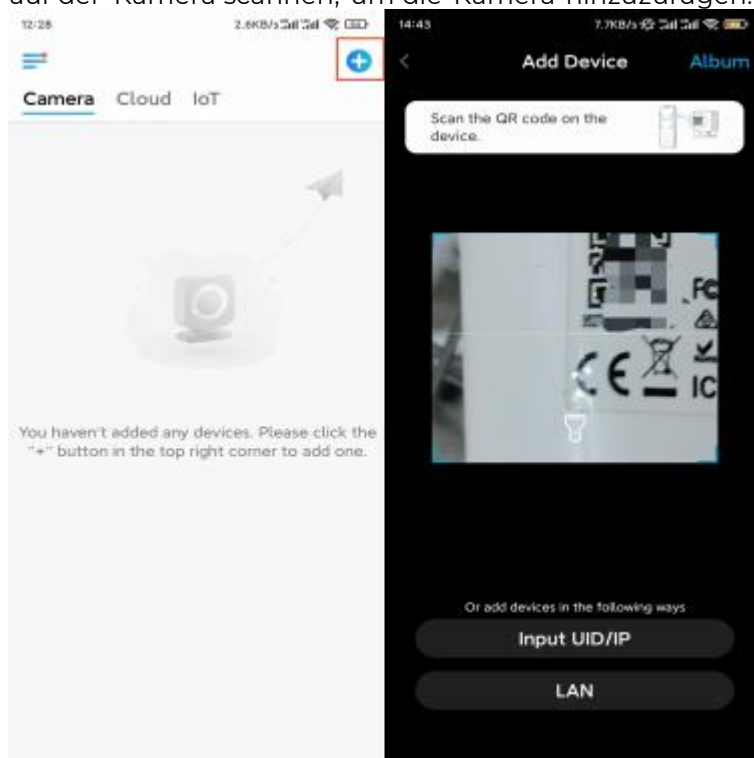 auf der Kamera scannen, um die Kamera hinzuzufügen.
12:28
2.6KB/s
Camera Cloud IoT
You haven't added any devices. Please click the
"+" button in the top right corner to add one.
14:43
7.7KB/s
Add Device
Album
Scan the QR code on the
device.
FC
CE
IC
Or add devices in the following ways
Input UID/IP
LAN